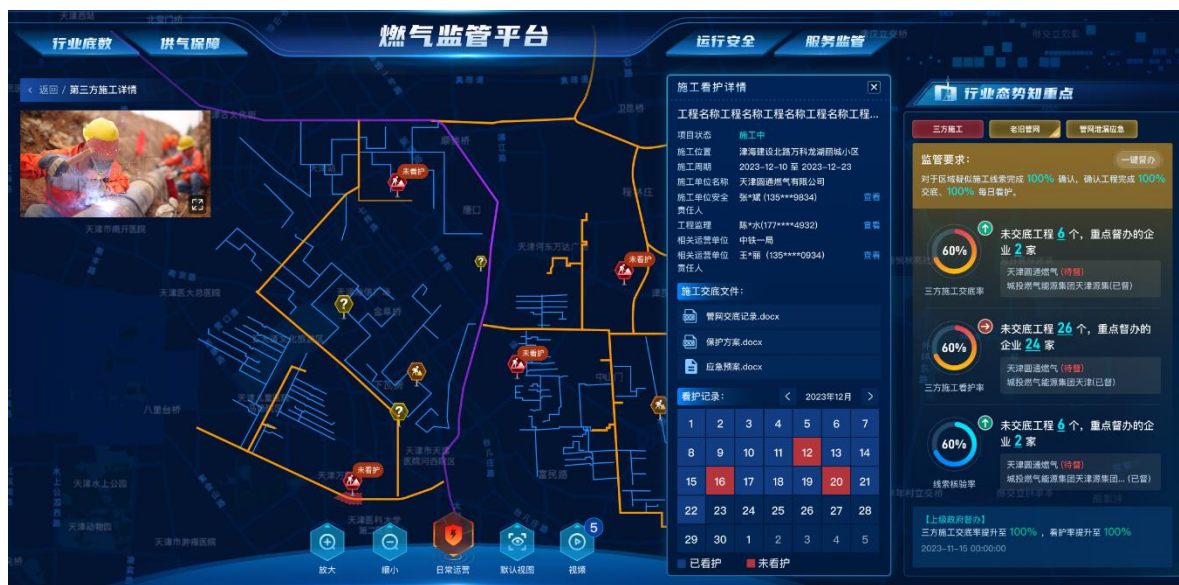 燃气监管平台
行业底数
供气保障
运行安全
服务监管
< 返回 / 第三方施工详情
天津市南开医院
天津医大总医院
八里台桥
天津水上公园
天津动物园
天津市肿瘤医院
唐口
金阜桥
富民路
中山门
卫昆桥
未看护
未看护
未看护
未看护
放大
缩小
日常运营
默认视图
视频
5
施工看护详情
工程名称工程名称工程名称工程名称工程...
项目状态 施工中
施工位置 津海建设北路万科龙湖丽城小区
施工周期 2023-12-10 至 2023-12-23
施工单位名称 天津圆通燃气有限公司
施工单位安全责任人 张*斌 (135***9834) 查看
工程监理 陈*水(177****4932) 查看
相关运营单位 中铁一局
相关运营单位责任人 王*丽 (135****0934) 查看
施工交底文件:
管网交底记录.docx
保护方案.docx
应急预案.docx
看护记录: < 2023年12月 >
1 2 3 4 5 6 7
8 9 10 11 12 13 14
15 16 17 18 19 20 21
22 23 24 25 26 27 28
29 30 1 2 3 4 5
已看护 未看护
行业态势知重点
三方施工
老旧管网
管网泄漏应急
监管要求:
一键督办
对于区域疑似施工线索完成 100% 确认, 确认工程完成 100%
交底、100% 每日看护。
60%
三方施工交底率
未交底工程 6 个, 重点督办的企
业 2 家
天津圆通燃气 (待督)
城投燃气能源集团天津源集(已督)
60%
三方施工看护率
未交底工程 26 个, 重点督办的
企业 24 家
天津圆通燃气 (待督)
城投燃气能源集团天津(已督)
60%
线索核验率
未交底工程 6 个, 重点督办的企
业 2 家
天津圆通燃气 (待督)
城投燃气能源集团天津源集团... (已督)
【上级政府督办】
三方施工交底率提升至 100% , 看护率提升至 100%
2023-11-15 00:00:00